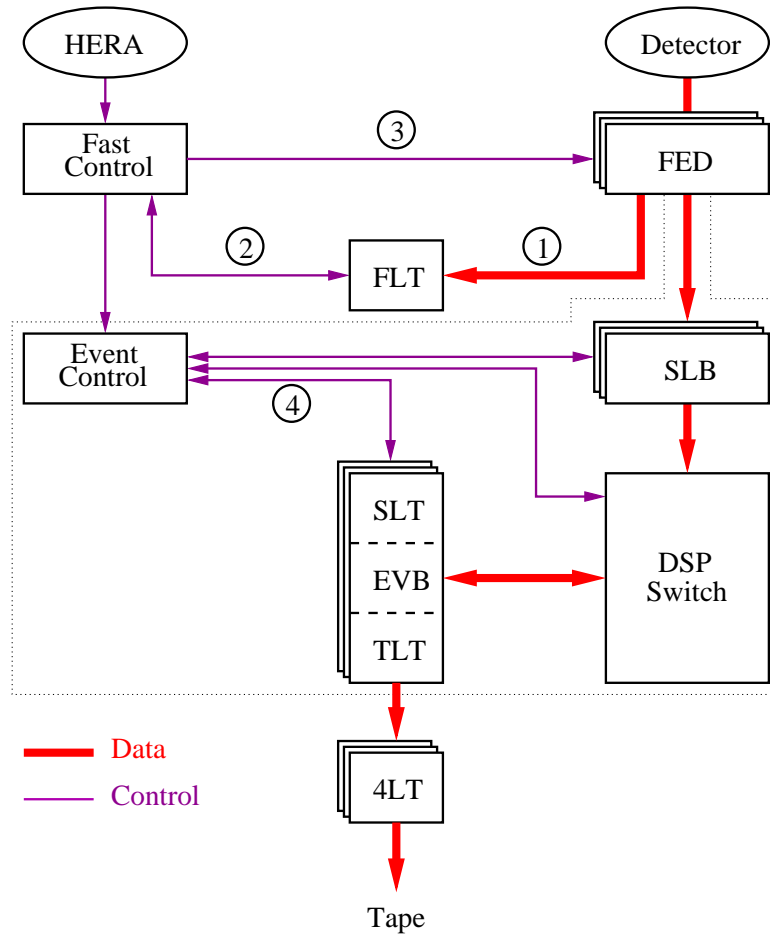 HERA
Detector
Fast
Control
3
FED
2
FLT
1
Event
Control
SLB
4
SLT
EVB
TLT
DSP
Switch
Data
Control
4LT
Tape